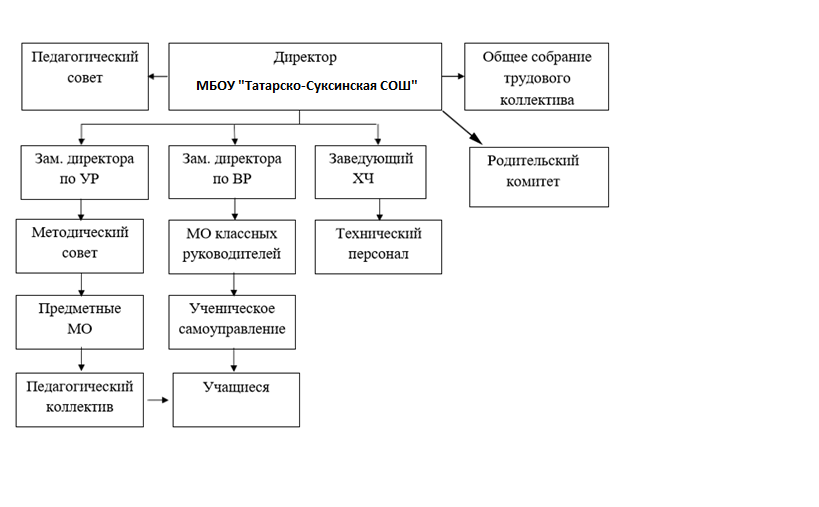 Педагогический
совет
Директор
МБОУ "Татарско-Суксинская СОШ"
Общее собрание
трудового
коллектива
Зам. директора
по УР
Зам. директора
по ВР
Заведующий
ХЧ
Родительский
комитет
Методический
совет
МО классных
руководителей
Технический
персонал
Предметные
МО
Ученическое
самоуправление
Педагогический
коллектив
Учащиеся